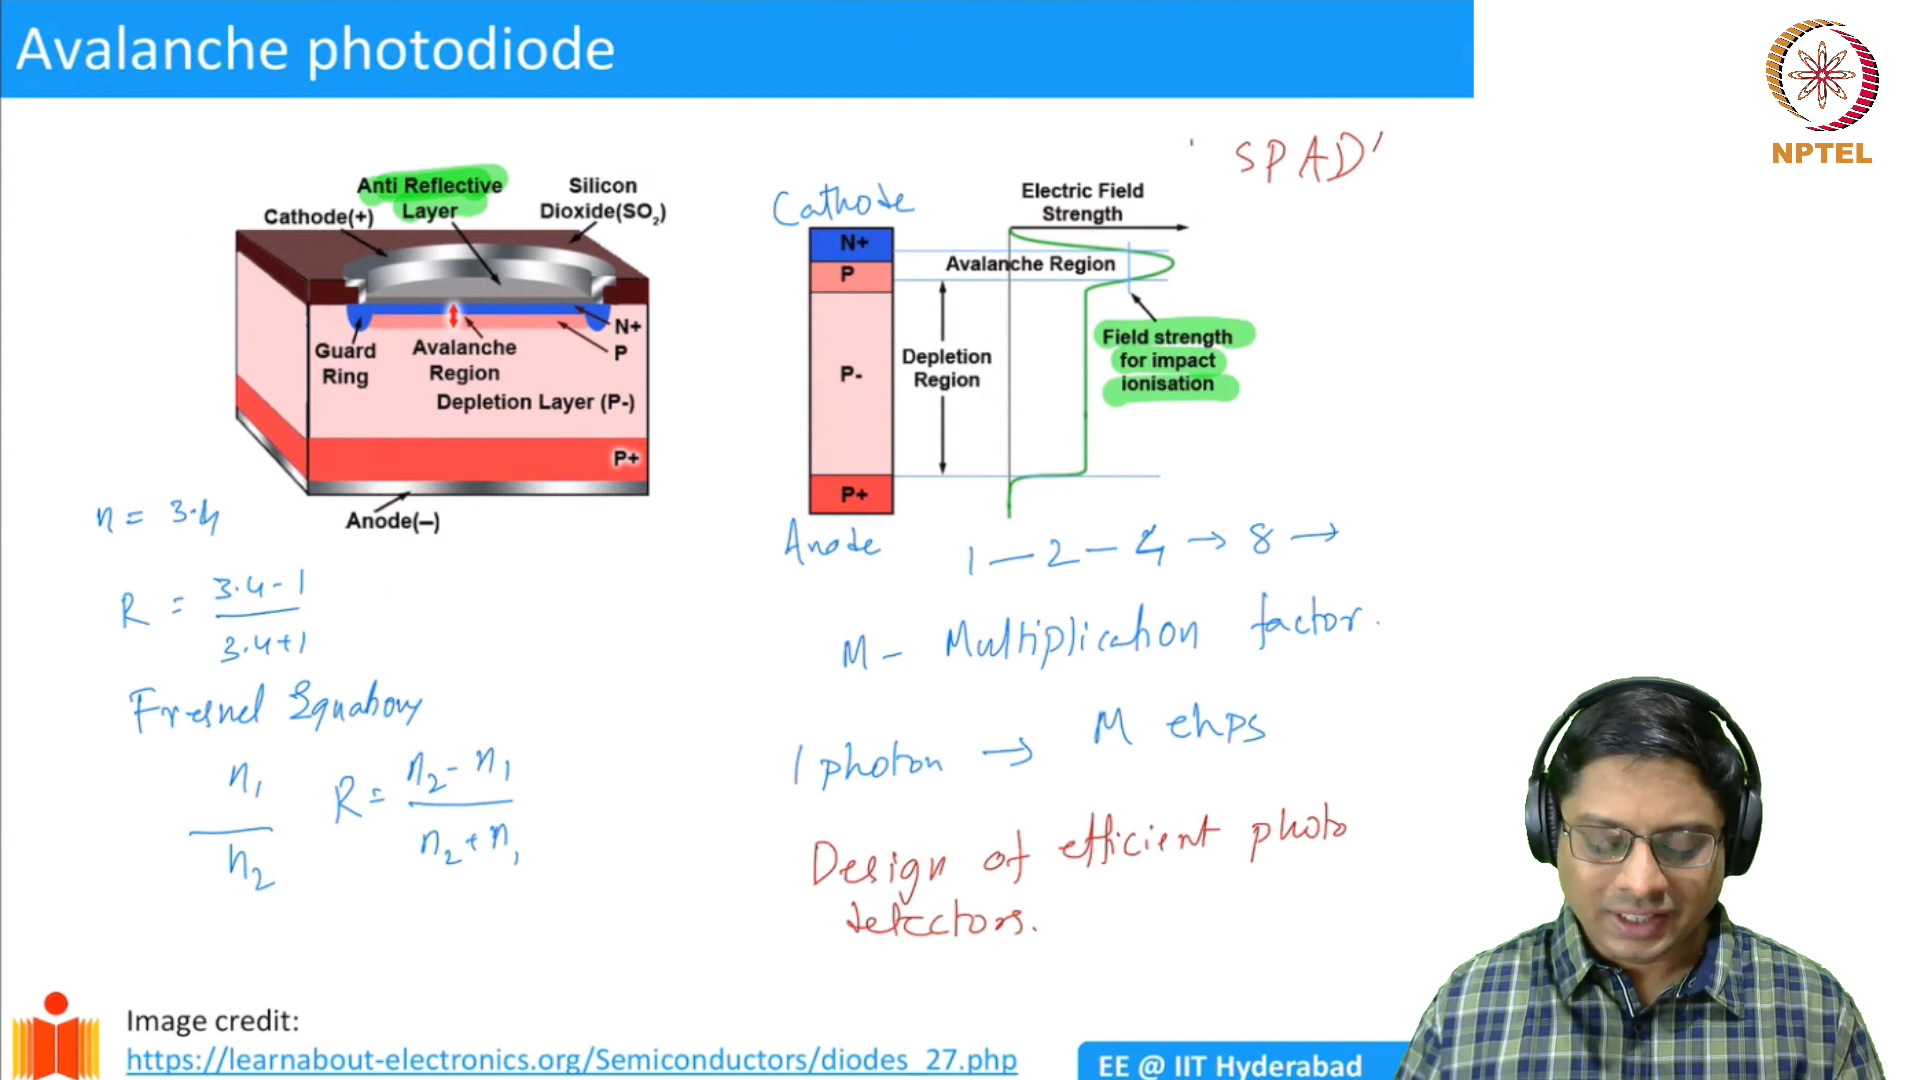 Avalanche photodiode
NPTEL
'SPAD'
Anti Reflective
Layer
Cathode(+)
Silicon
Dioxide(SO2)
N+
P
Guard
Ring
Avalanche
Region
Depletion Layer (P-)
P+
Anode(–)
Cathode
N+
P
P-
P+
Anode
Electric Field
Strength
Avalanche Region
Depletion
Region
Field strength
for impact
ionisation
n = 3.4
R = 3.4-1
3.4+1
Fresnel Equations
n1
n2
R = n2 - n1
n2 + n1
1 — 2 — 4 → 8 →
M - Multiplication factor.
1 photon → M ehps
Design of efficient photo
detectors.
Image credit:
https://learnabout-electronics.org/Semiconductors/diodes_27.php
EE @ IIT Hyderabad